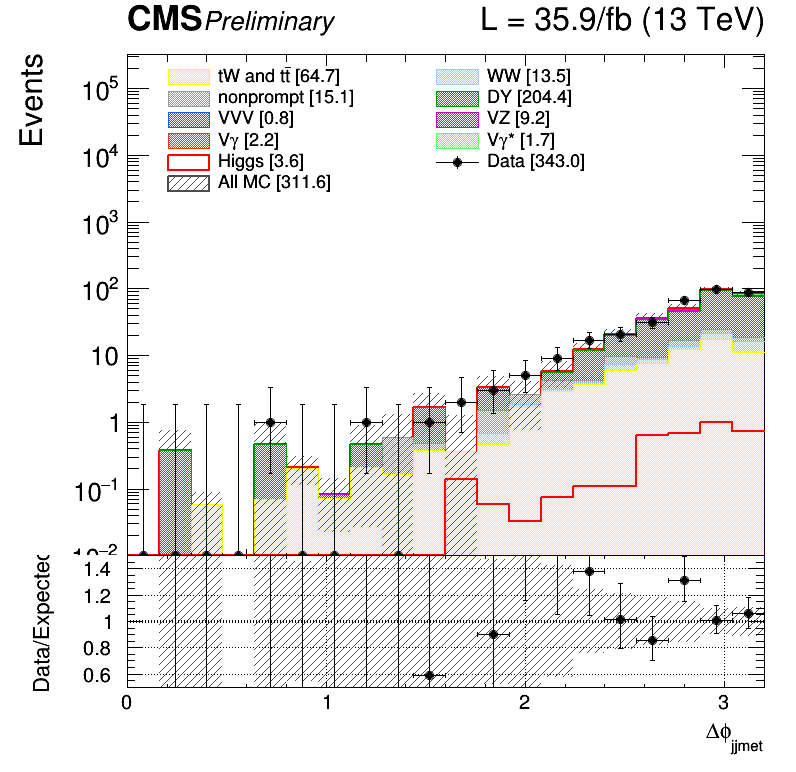 CMS Preliminary L = 35.9/fb (13 TeV)
Events
10^5
10^4
10^3
10^2
10
1
10^-1
10^-2
tW and tt̄ [64.7]
nonprompt [15.1]
VVV [0.8]
Vγ [2.2]
Higgs [3.6]
All MC [311.6]
WW [13.5]
DY [204.4]
VZ [9.2]
Vγ* [1.7]
Data [343.0]
Data/Expected
1.4
1.2
1
0.8
0.6
0 1 2 3
Δϕjjmet